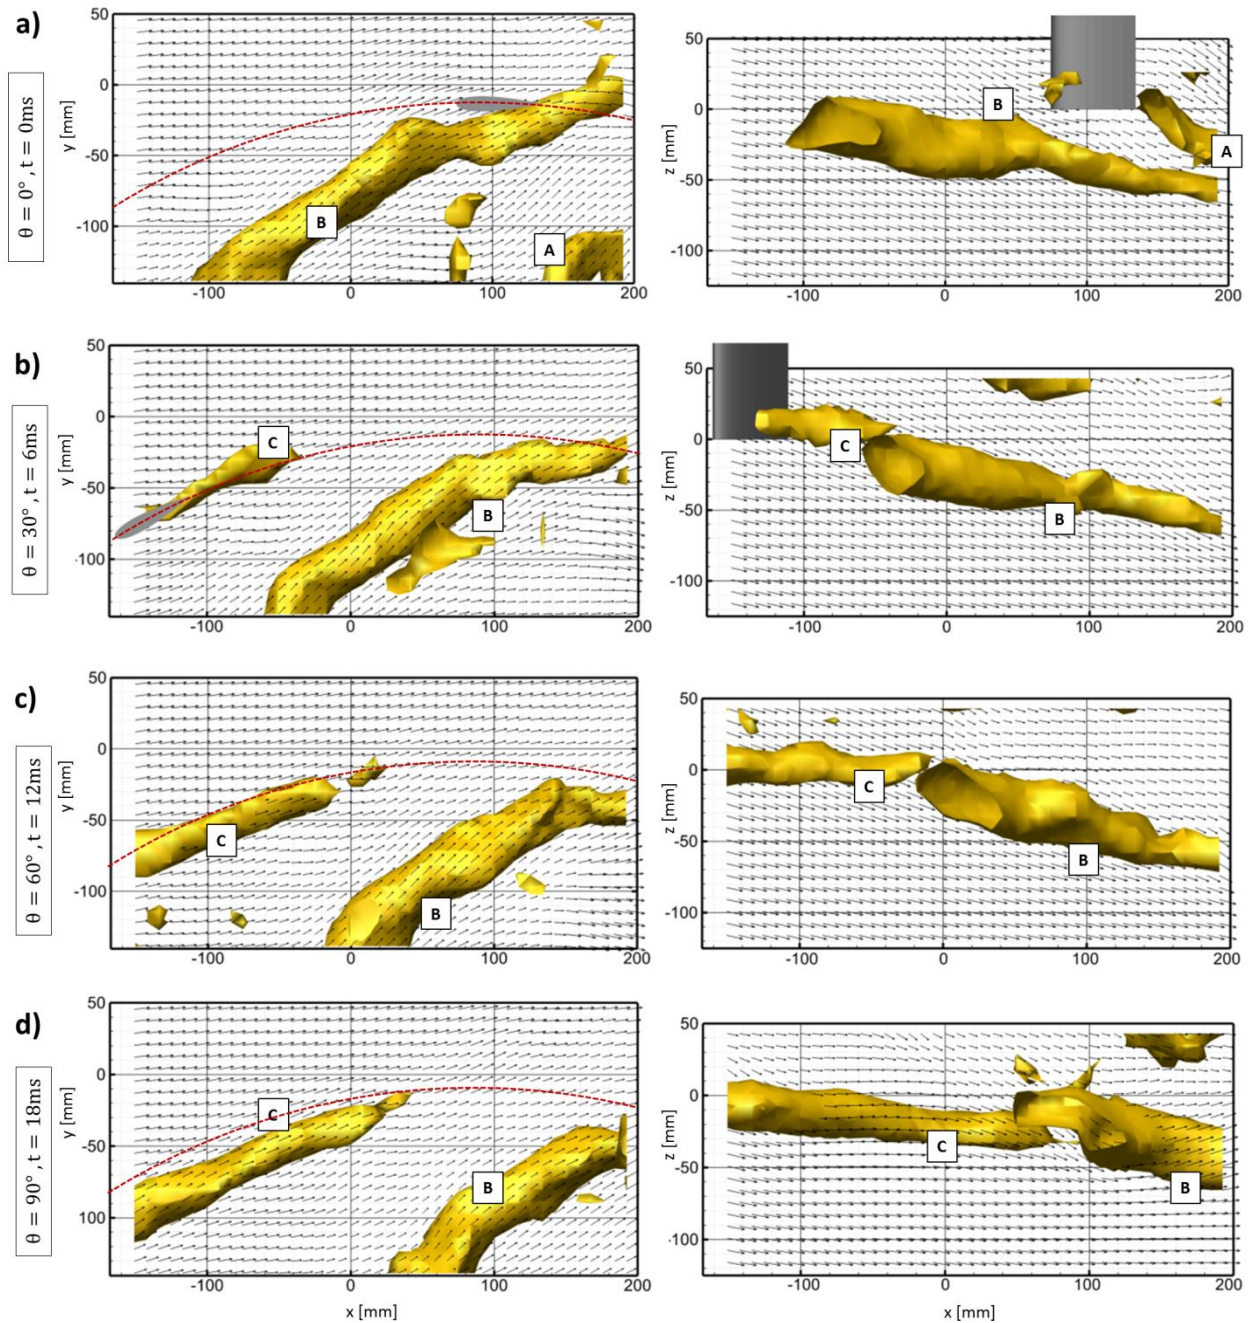 a)
θ = 0° , t = 0ms
y [mm]
50
0
-50
-100
-100
0
100
200
B
A
z [mm]
50
0
-50
-100
-100
0
100
200
B
A
b)
θ = 30° , t = 6ms
y [mm]
50
0
-50
-100
-100
0
100
200
C
B
z [mm]
50
0
-50
-100
-100
0
100
200
C
B
c)
θ = 60° , t = 12ms
y [mm]
50
0
-50
-100
-100
0
100
200
C
B
z [mm]
50
0
-50
-100
-100
0
100
200
C
B
d)
θ = 90° , t = 18ms
y [mm]
50
0
-50
100
-100
0
100
200
C
B
x [mm]
z [mm]
50
0
-50
-100
-100
0
100
200
C
B
x [mm]